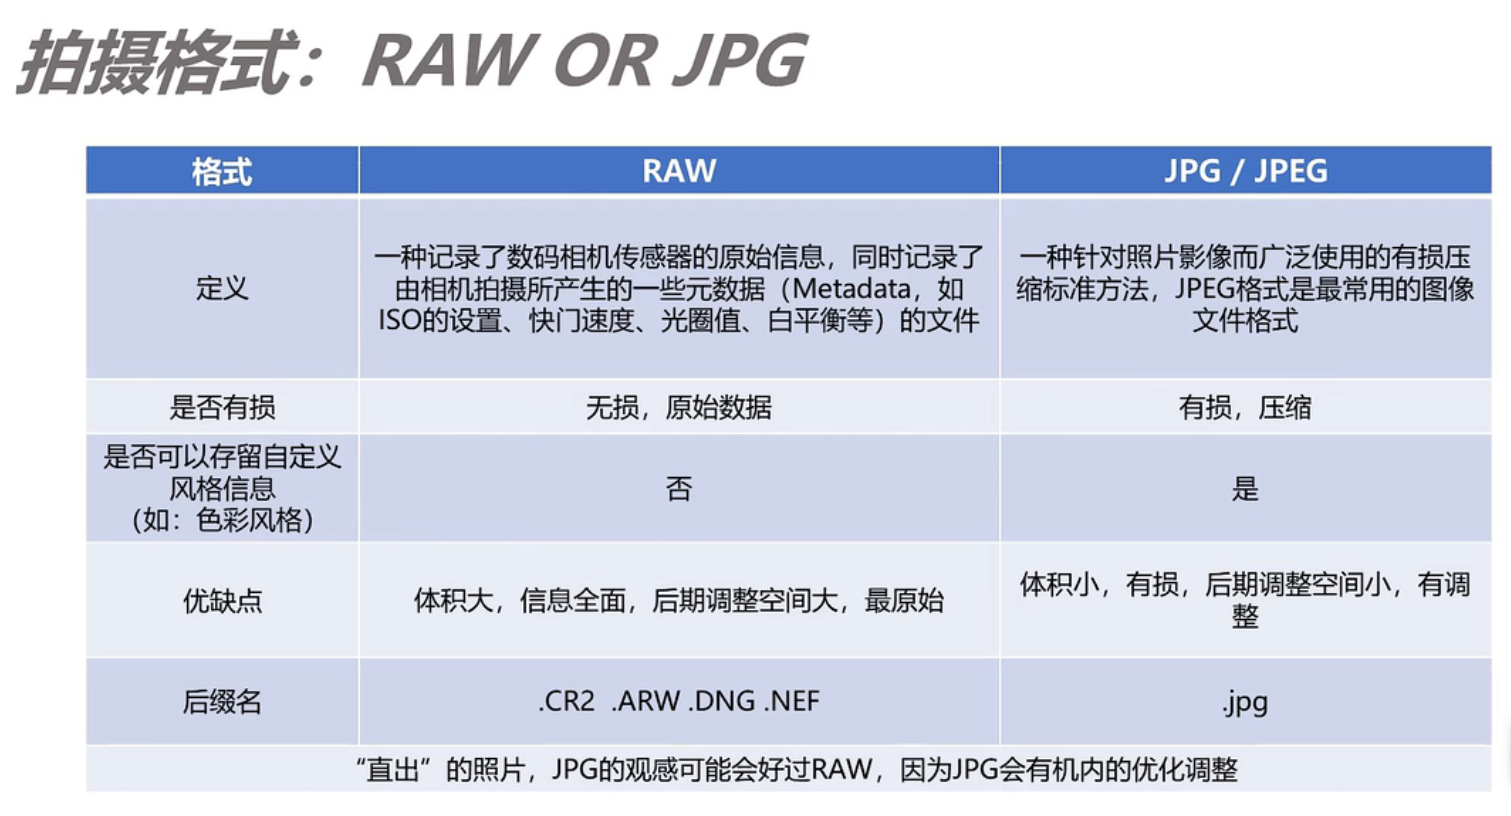 拍摄格式：RAW OR JPG
格式
RAW
JPG / JPEG
定义
一种记录了数码相机传感器的原始信息，同时记录了
由相机拍摄所产生的一些元数据（Metadata，如
ISO的设置、快门速度、光圈值、白平衡等）的文件
一种针对照片影像而广泛使用的有损压
缩标准方法，JPEG格式是最常用的图像
文件格式
是否有损
无损，原始数据
有损，压缩
是否可以存留自定义
风格信息
（如：色彩风格）
否
是
优缺点
体积大，信息全面，后期调整空间大，最原始
体积小，有损，后期调整空间小，有调
整
后缀名
.CR2 .ARW .DNG .NEF
.jpg
“直出”的照片，JPG的观感可能会好过RAW，因为JPG会有机内的优化调整